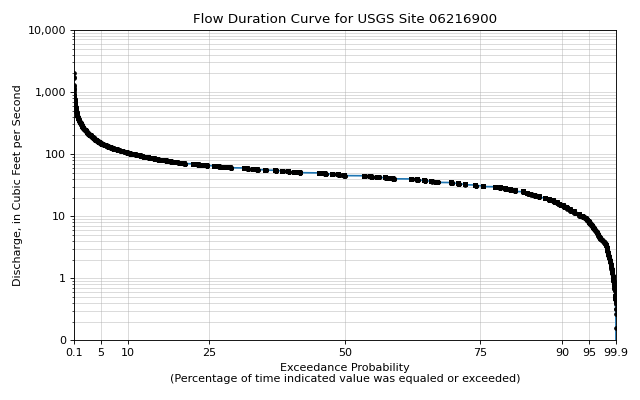 Flow Duration Curve for USGS Site 06216900
10,000
1,000
100
10
1
0
Discharge, in Cubic Feet per Second
0.1 5 10 25 50 75 90 95 99.9
Exceedance Probability
(Percentage of time indicated value was equaled or exceeded)